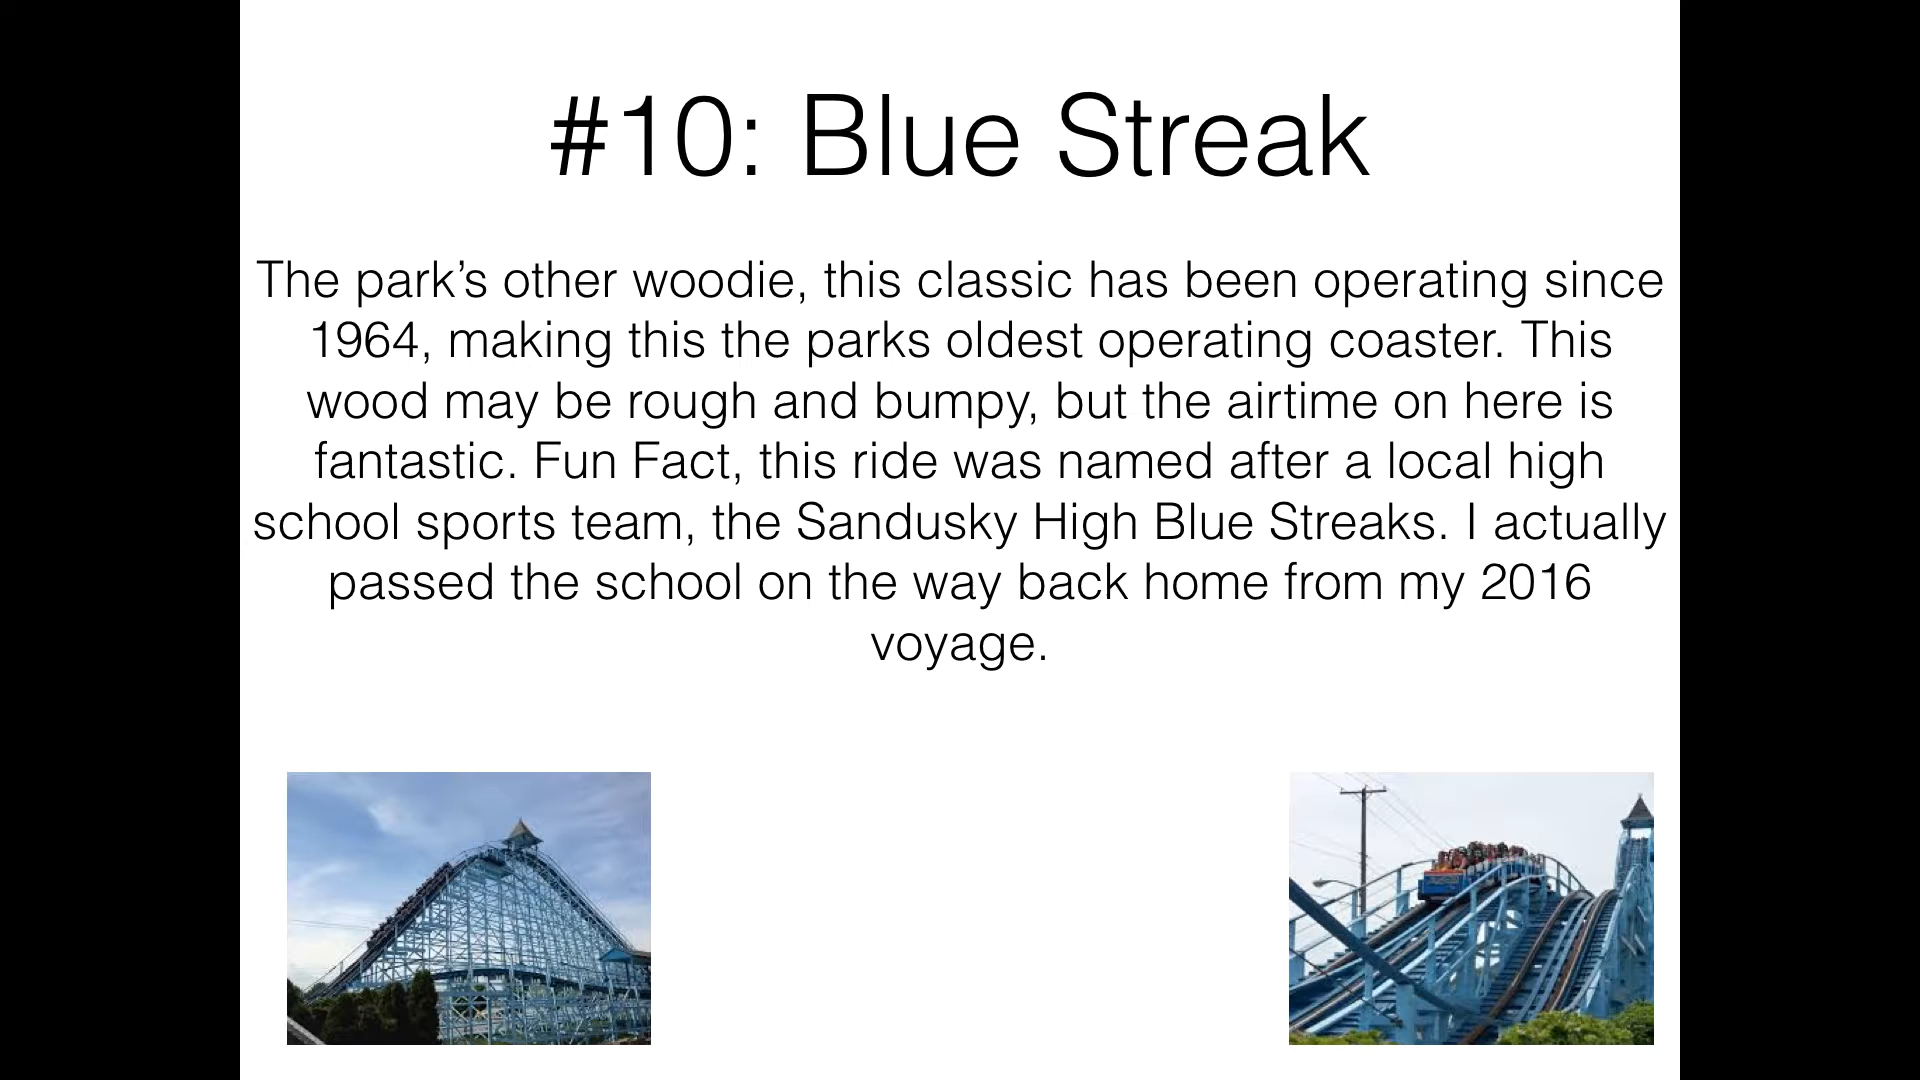 #10: Blue Streak
The park’s other woodie, this classic has been operating since
1964, making this the parks oldest operating coaster. This
wood may be rough and bumpy, but the airtime on here is
fantastic. Fun Fact, this ride was named after a local high
school sports team, the Sandusky High Blue Streaks. I actually
passed the school on the way back home from my 2016
voyage.